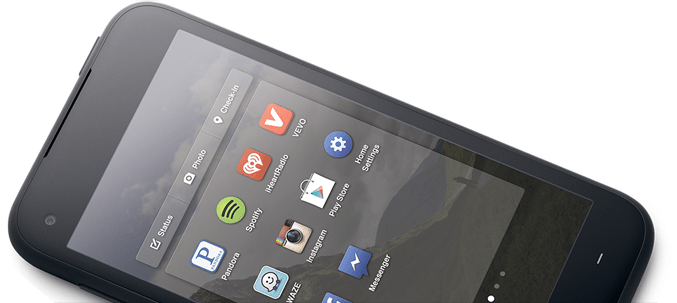 Status
Photo
Check-In
Pandora
Spotify
iHeartRadio
VEVO
WAZE
Instagram
Play Store
Home
Settings
Messenger